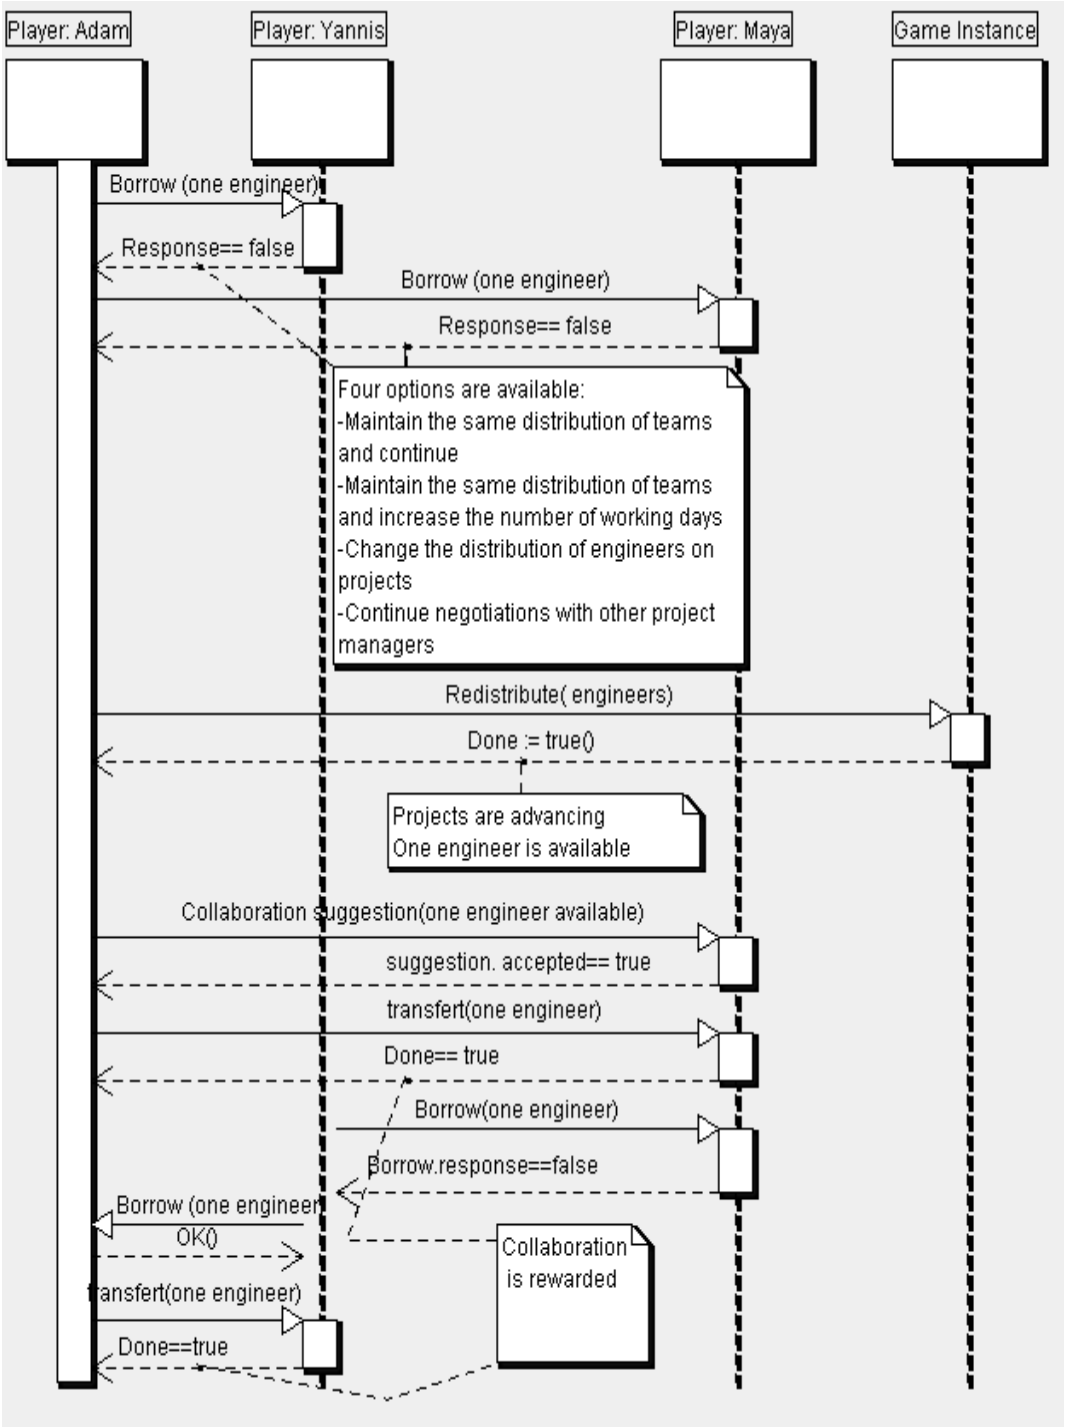 Player: Adam
Player: Yannis
Player: Maya
Game Instance
Borrow (one engineer)
Response== false
Borrow (one engineer)
Response== false
Four options are available:
-Maintain the same distribution of teams
and continue
-Maintain the same distribution of teams
and increase the number of working days
-Change the distribution of engineers on
projects
-Continue negotiations with other project
managers
Redistribute( engineers)
Done := true()
Projects are advancing
One engineer is available
Collaboration suggestion(one engineer available)
suggestion. accepted== true
transfert(one engineer)
Done== true
Borrow(one engineer)
Borrow.response==false
Borrow (one engineer
OK()
Collaboration
is rewarded
transfert(one engineer)
Done==true